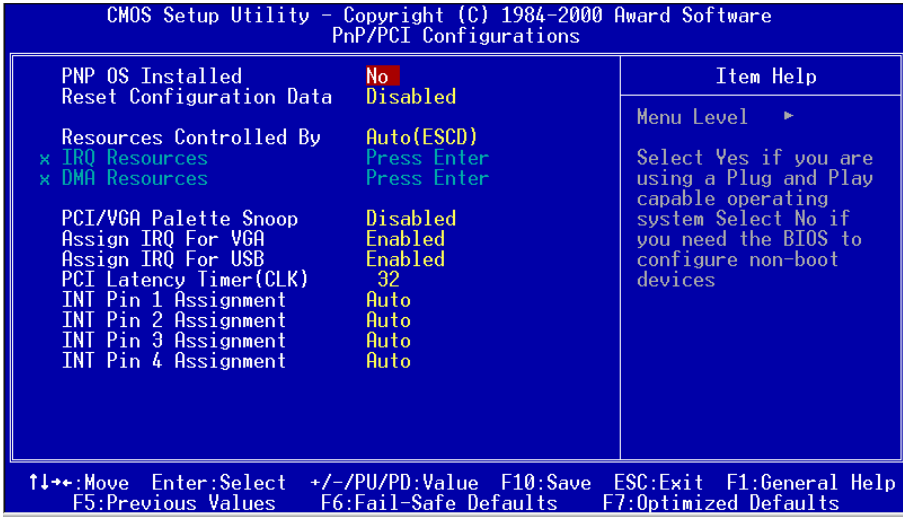 CMOS Setup Utility – Copyright (C) 1984–2000 Award Software
PnP/PCI Configurations
PNP OS Installed No
Reset Configuration Data Disabled
Resources Controlled By Auto(ESCD)
x IRQ Resources Press Enter
x DMA Resources Press Enter
PCI/VGA Palette Snoop Disabled
Assign IRQ For VGA Enabled
Assign IRQ For USB Enabled
PCI Latency Timer(CLK) 32
INT Pin 1 Assignment Auto
INT Pin 2 Assignment Auto
INT Pin 3 Assignment Auto
INT Pin 4 Assignment Auto
Item Help
Menu Level ►
Select Yes if you are
using a Plug and Play
capable operating
system Select No if
you need the BIOS to
configure non-boot
devices
↑↓→←:Move Enter:Select +/-/PU/PD:Value F10:Save ESC:Exit F1:General Help
F5:Previous Values F6:Fail-Safe Defaults F7:Optimized Defaults